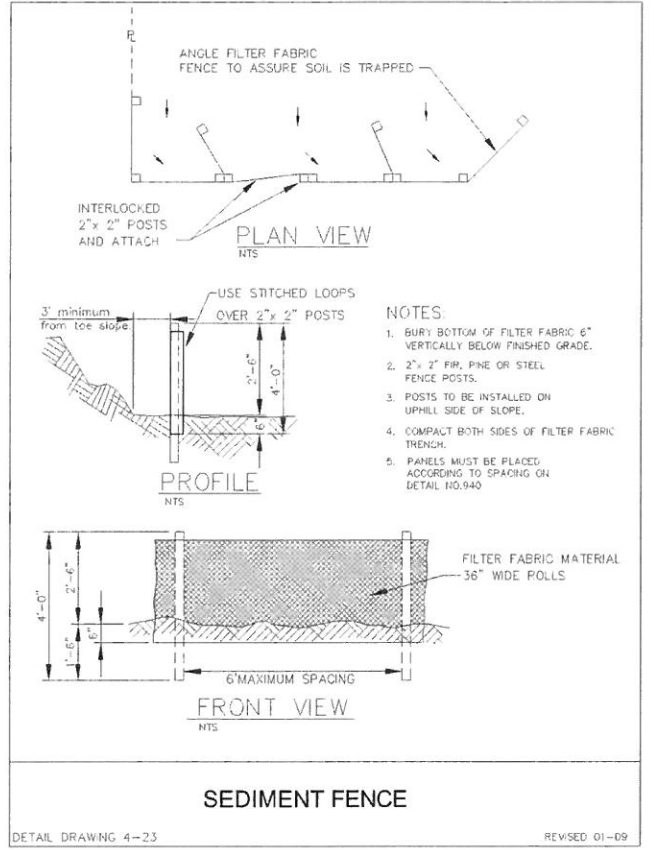 PL
ANGLE FILTER FABRIC
FENCE TO ASSURE SOIL IS TRAPPED
INTERLOCKED
2"x 2" POSTS
AND ATTACH
PLAN VIEW
NTS
USE STITCHED LOOPS
OVER 2"x 2" POSTS
3' minimum
from toe slope.
2'-6"
4'-0"
6"
PROFILE
NTS
NOTES:
1. BURY BOTTOM OF FILTER FABRIC 6"
VERTICALLY BELOW FINISHED GRADE.
2. 2"x 2" FIR, PINE OR STEEL
FENCE POSTS.
3. POSTS TO BE INSTALLED ON
UPHILL SIDE OF SLOPE.
4. COMPACT BOTH SIDES OF FILTER FABRIC
TRENCH.
5. PANELS MUST BE PLACED
ACCORDING TO SPACING ON
DETAIL NO.940
4'-0"
2'-6"
1'-6"
6"
FILTER FABRIC MATERIAL
36" WIDE ROLLS
6'MAXIMUM SPACING
FRONT VIEW
NTS
SEDIMENT FENCE
DETAIL DRAWING 4-23
REVISED 01-09